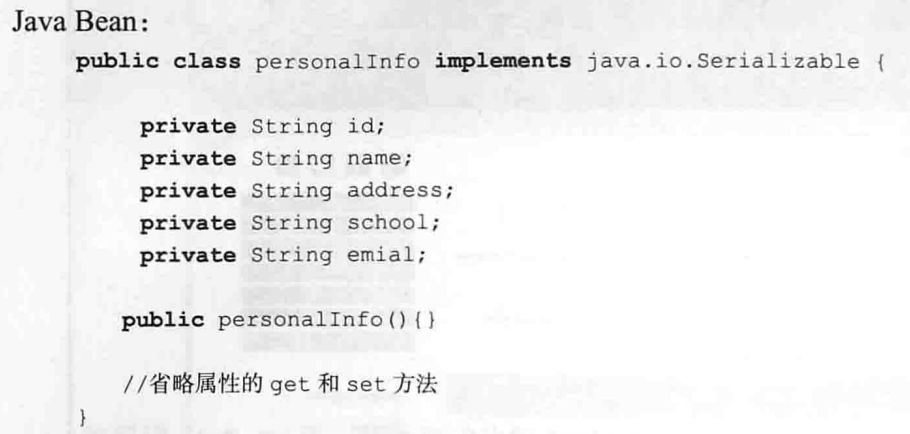 Java Bean：
public class personalInfo implements java.io.Serializable {
private String id;
private String name;
private String address;
private String school;
private String emial;
public personalInfo(){}
//省略属性的 get 和 set 方法
}